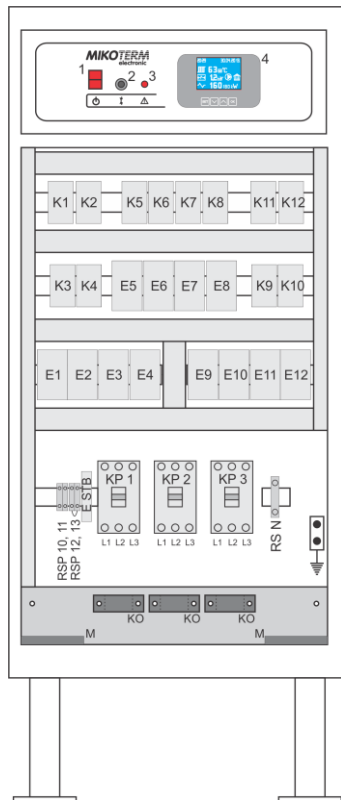 MIKOTERM
electronic
1
2
3
4
K1 K2 K5 K6 K7 K8 K11 K12
K3 K4 E5 E6 E7 E8 K9 K10
E1 E2 E3 E4 E9 E10 E11 E12
RSP 10, 11
RSP 12, 13
E STB
KP 1
KP 2
KP 3
L1 L2 L3
L1 L2 L3
L1 L2 L3
RS N
KO
KO
KO
M
M